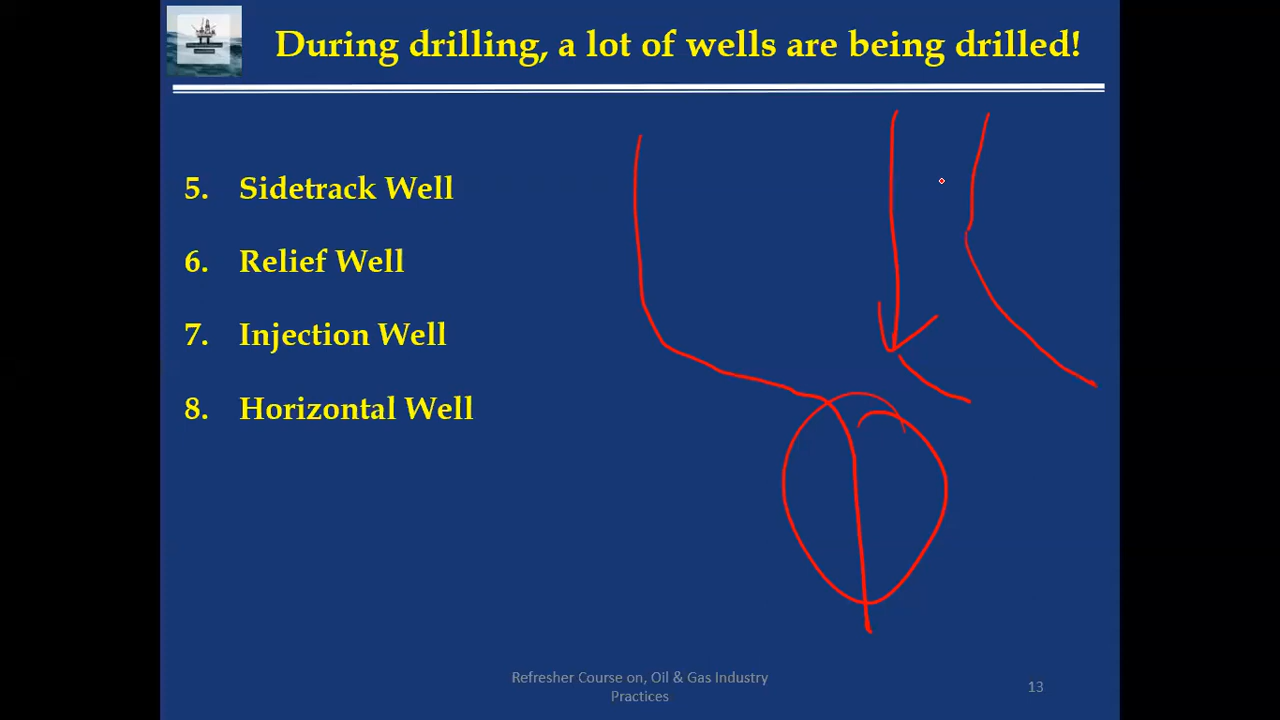 During drilling, a lot of wells are being drilled!
5. Sidetrack Well
6. Relief Well
7. Injection Well
8. Horizontal Well
Refresher Course on, Oil & Gas Industry
Practices
13